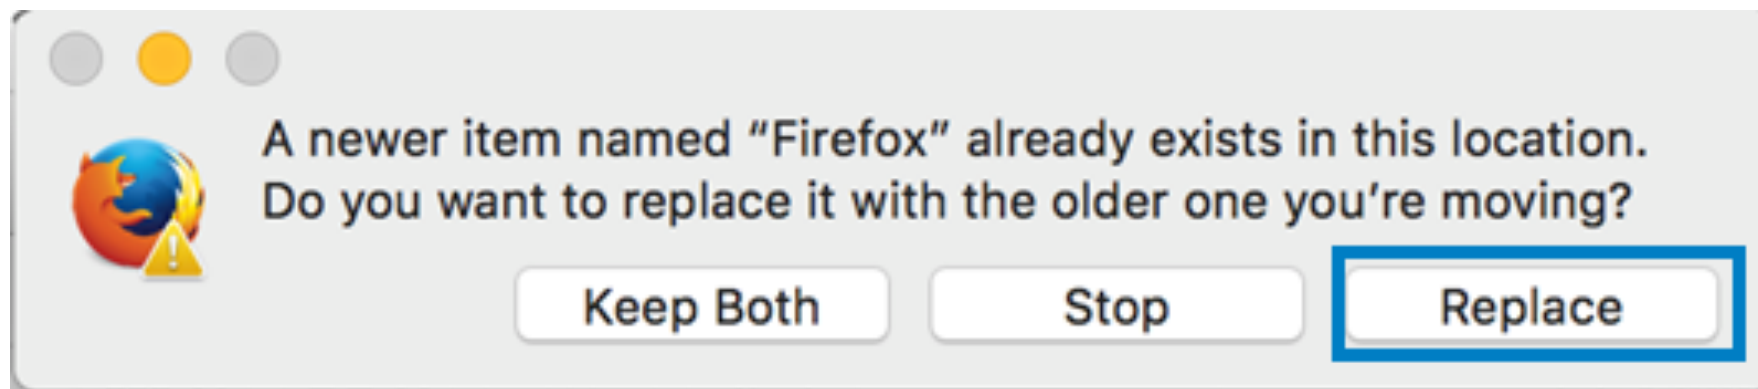 A newer item named “Firefox” already exists in this location.
Do you want to replace it with the older one you’re moving?
Keep Both Stop Replace